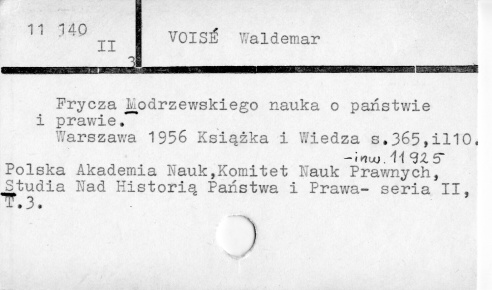 11 140
II
3
VOISÉ Waldemar
Frycza Modrzewskiego nauka o państwie
i prawie.
Warszawa 1956 Książka i Wiedza s.365,il10.
-inw. 11925
Polska Akademia Nauk,Komitet Nauk Prawnych,
Studia Nad Historią Państwa i Prawa- seria II,
T.3.